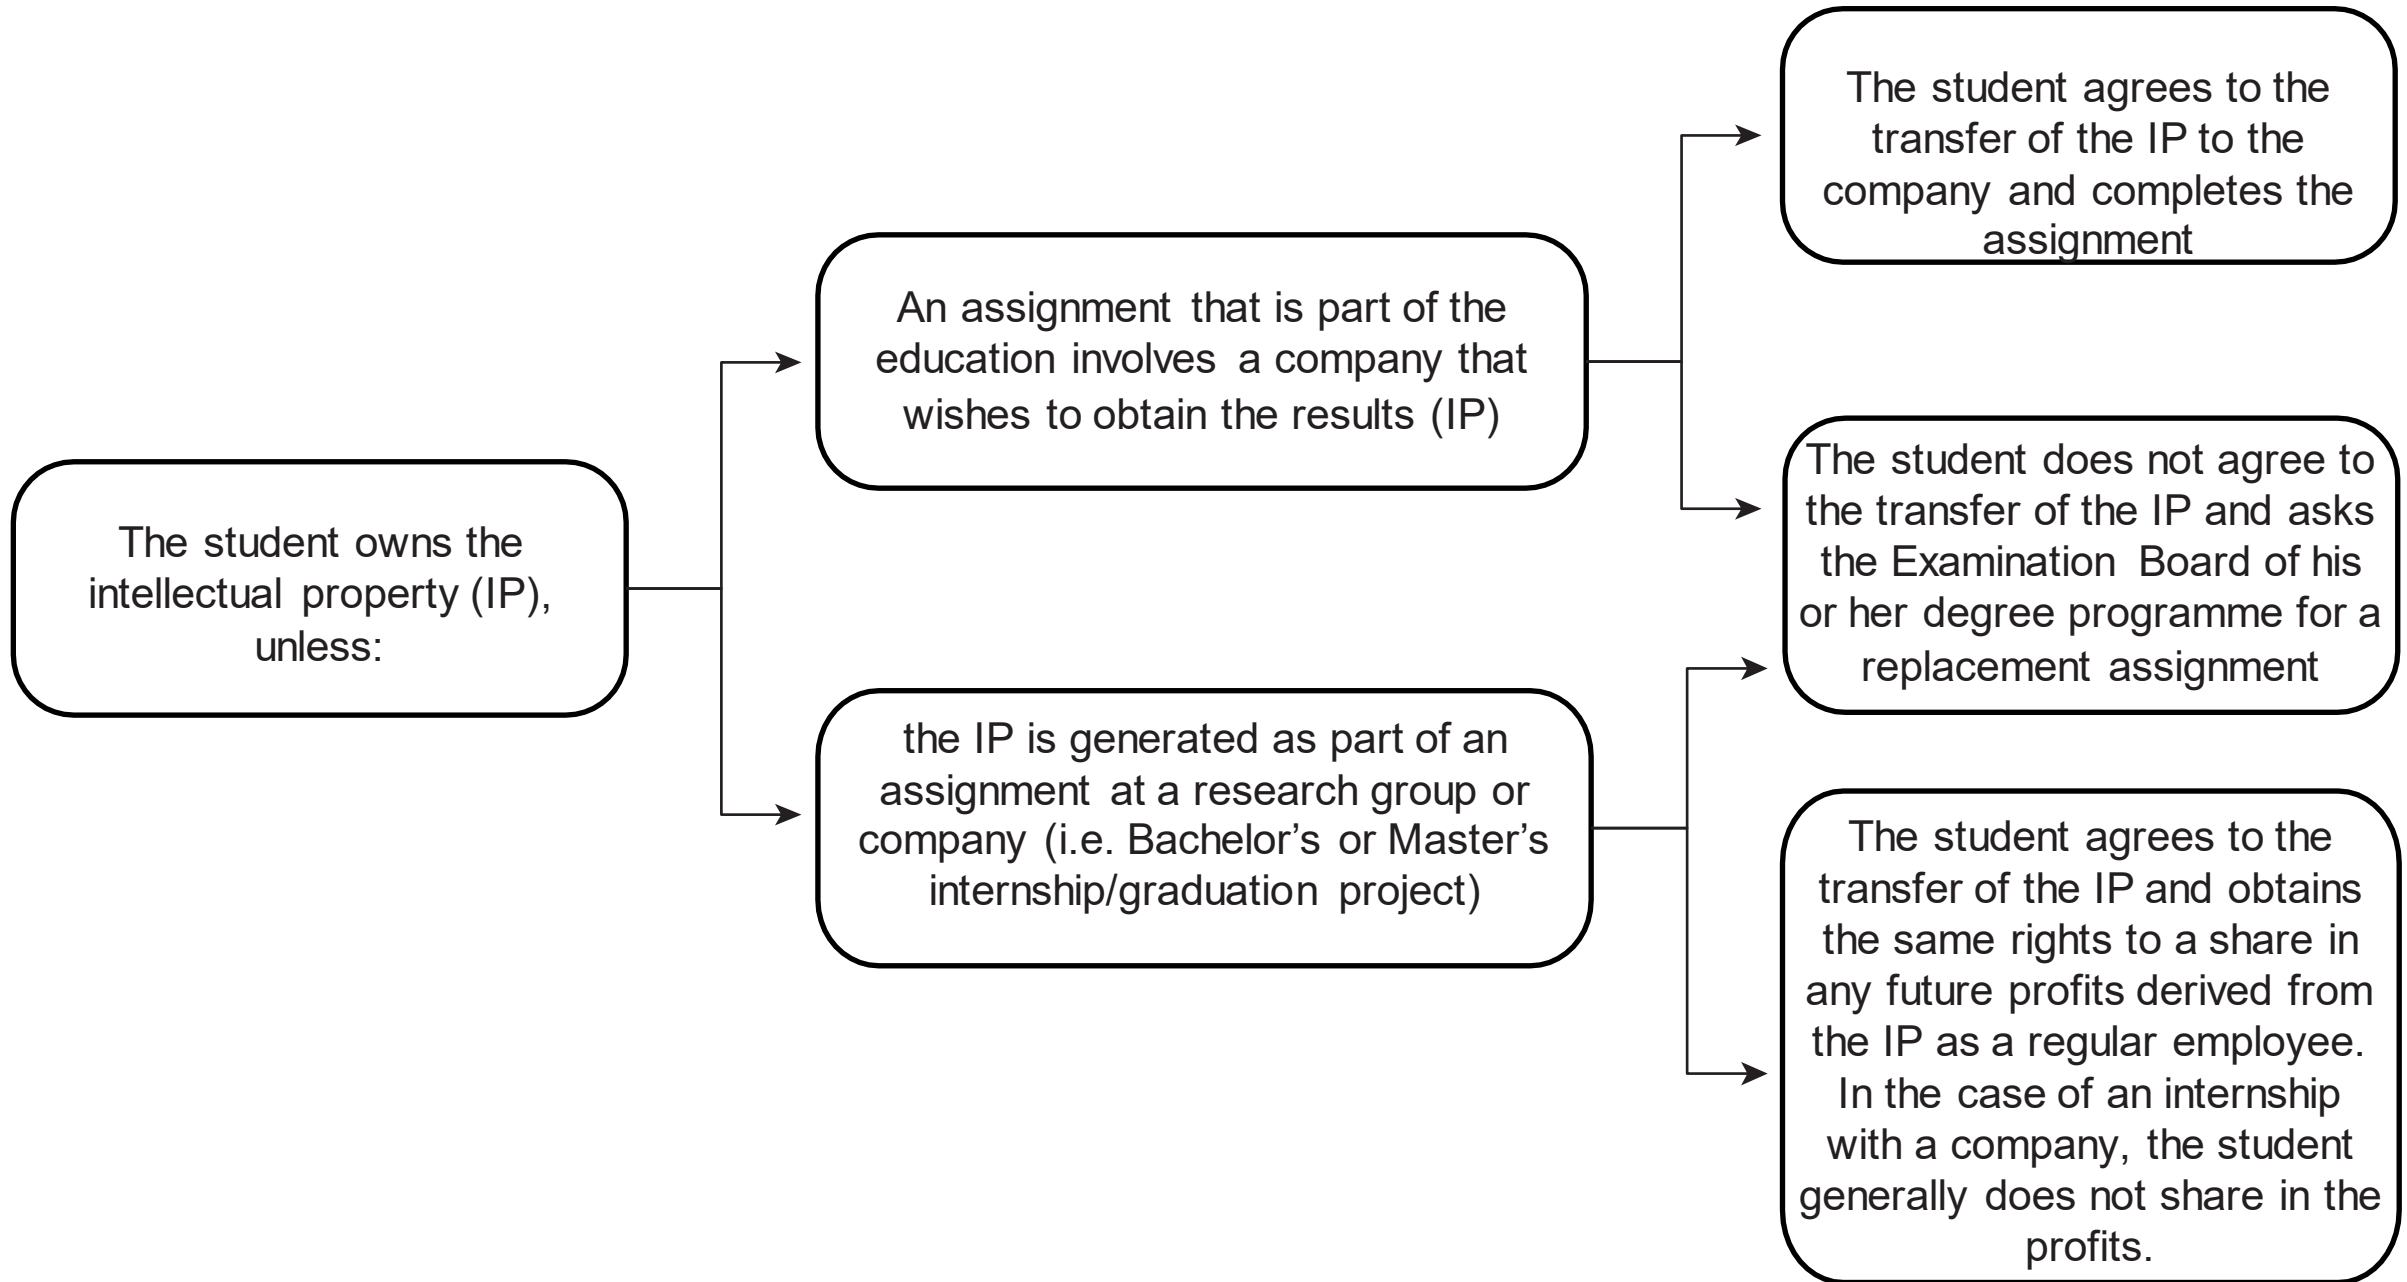 The student owns the
intellectual property (IP),
unless:
An assignment that is part of the
education involves a company that
wishes to obtain the results (IP)
the IP is generated as part of an
assignment at a research group or
company (i.e. Bachelor’s or Master’s
internship/graduation project)
The student agrees to the
transfer of the IP to the
company and completes the
assignment
The student does not agree to
the transfer of the IP and asks
the Examination Board of his
or her degree programme for a
replacement assignment
The student agrees to the
transfer of the IP and obtains
the same rights to a share in
any future profits derived from
the IP as a regular employee.
In the case of an internship
with a company, the student
generally does not share in the
profits.